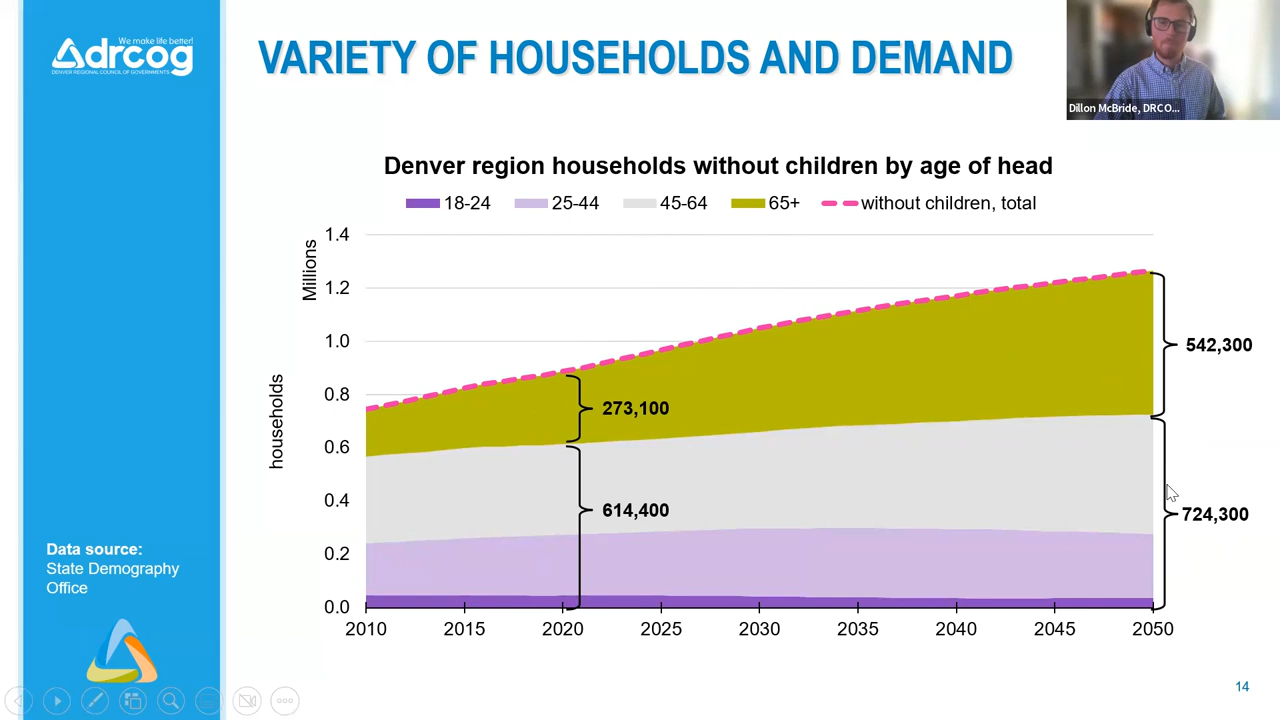 We make life better!
drcog
DENVER REGIONAL COUNCIL OF GOVERNMENTS
VARIETY OF HOUSEHOLDS AND DEMAND
Dillon McBride, DRCO...
Denver region households without children by age of head
18-24 25-44 45-64 65+ without children, total
Millions
households
1.4
1.2
1.0
0.8
0.6
0.4
0.2
0.0
542,300
273,100
614,400
724,300
2010 2015 2020 2025 2030 2035 2040 2045 2050
Data source:
State Demography
Office
14